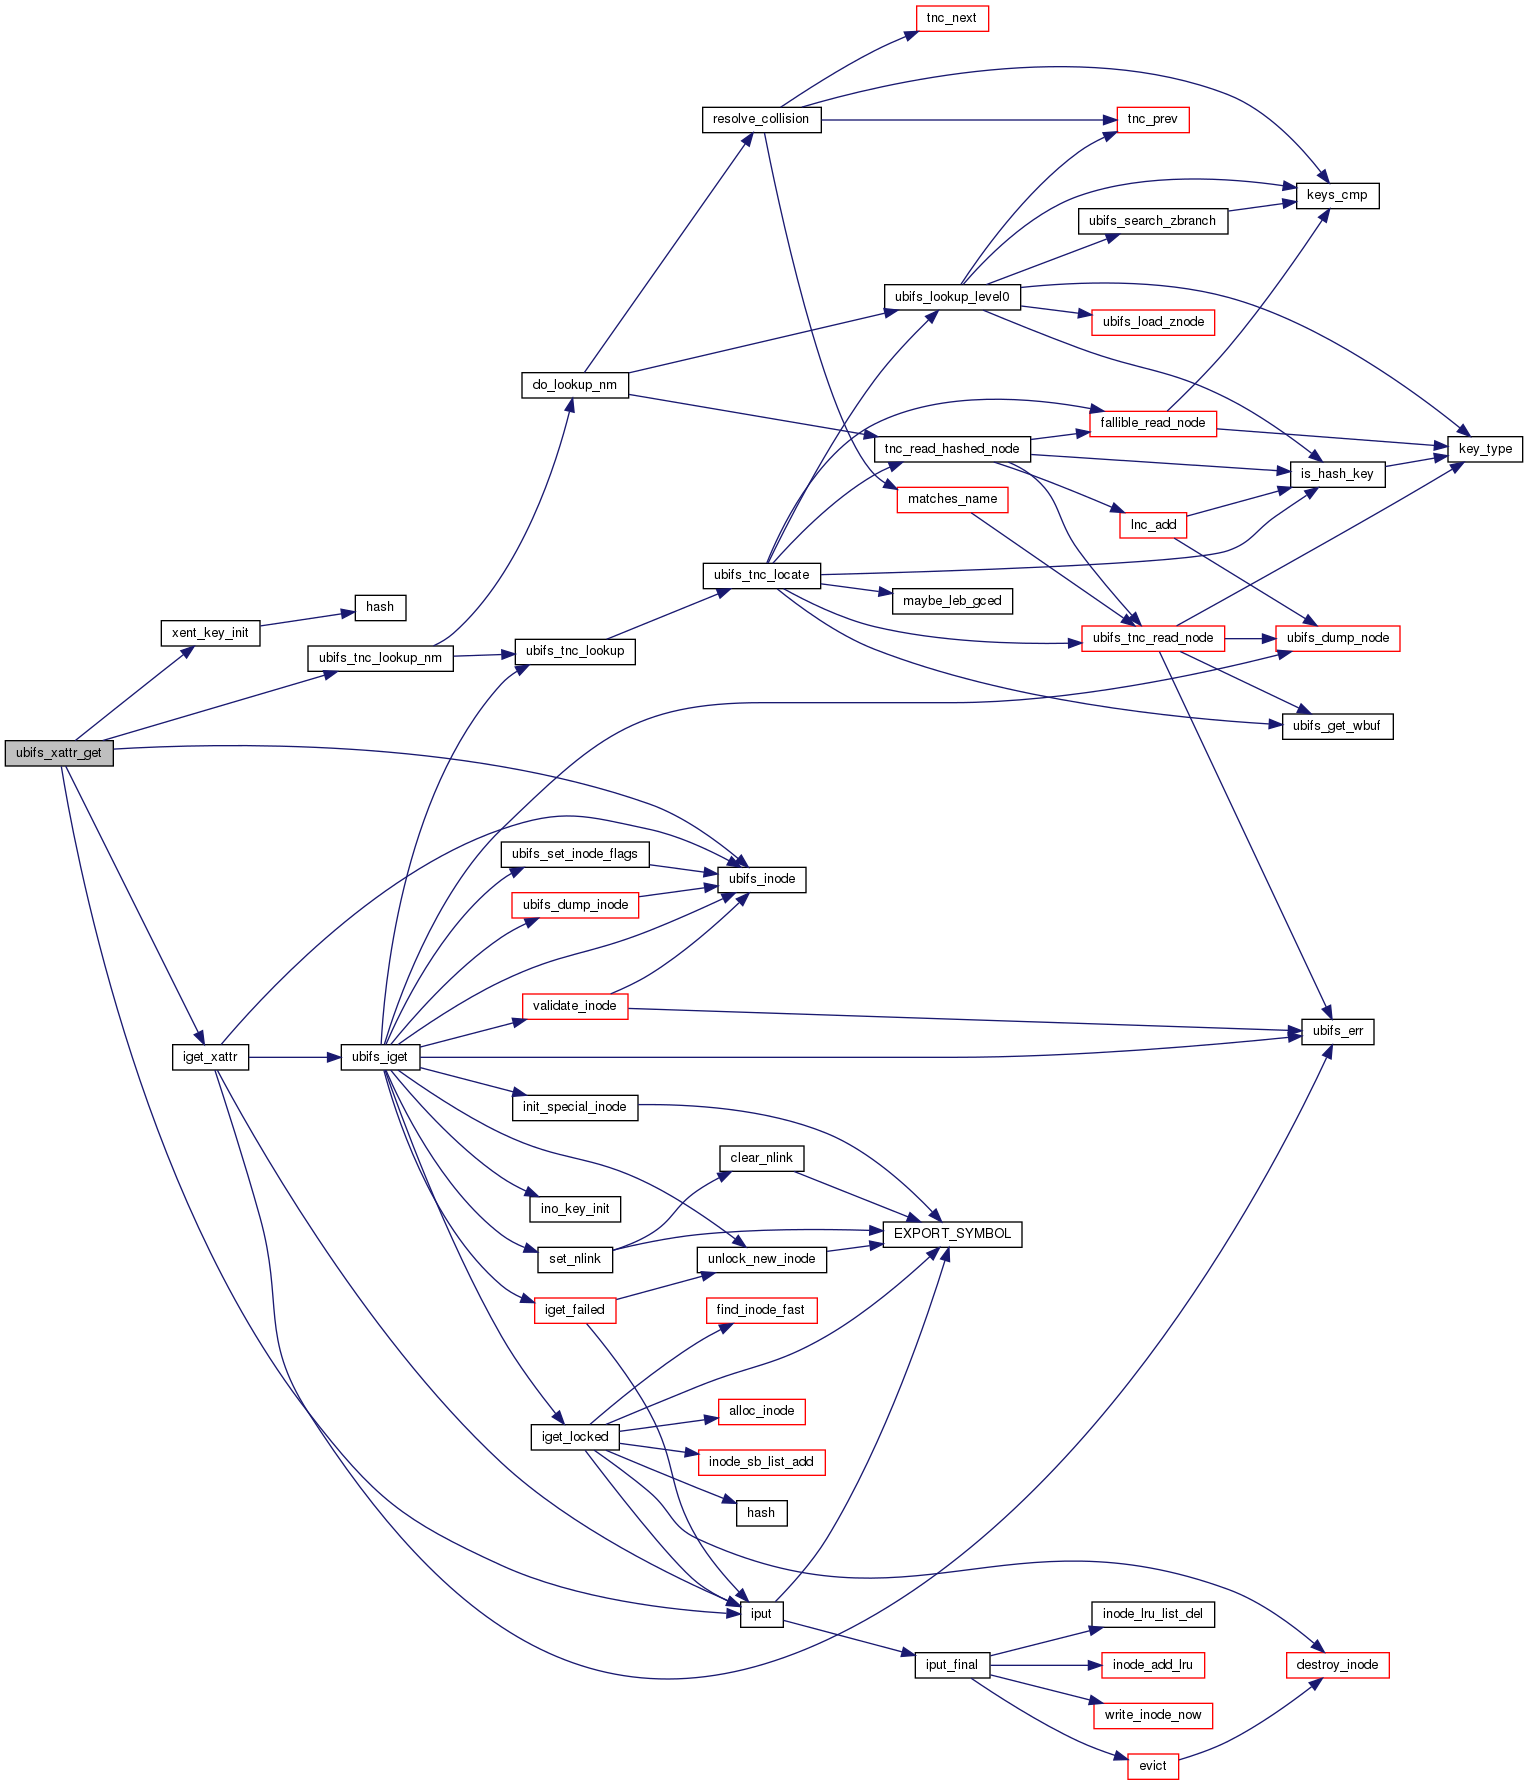 tnc_next
resolve_collision
tnc_prev
keys_cmp
ubifs_search_zbranch
ubifs_lookup_level0
ubifs_load_znode
do_lookup_nm
fallible_read_node
tnc_read_hashed_node
key_type
is_hash_key
matches_name
lnc_add
ubifs_tnc_locate
maybe_leb_gced
hash
xent_key_init
ubifs_tnc_lookup_nm
ubifs_tnc_lookup
ubifs_tnc_read_node
ubifs_dump_node
ubifs_get_wbuf
ubifs_xattr_get
ubifs_set_inode_flags
ubifs_inode
ubifs_dump_inode
validate_inode
ubifs_err
iget_xattr
ubifs_iget
init_special_inode
clear_nlink
ino_key_init
EXPORT_SYMBOL
set_nlink
unlock_new_inode
iget_failed
find_inode_fast
alloc_inode
iget_locked
inode_sb_list_add
hash
iput
inode_lru_list_del
iput_final
inode_add_lru
destroy_inode
write_inode_now
evict